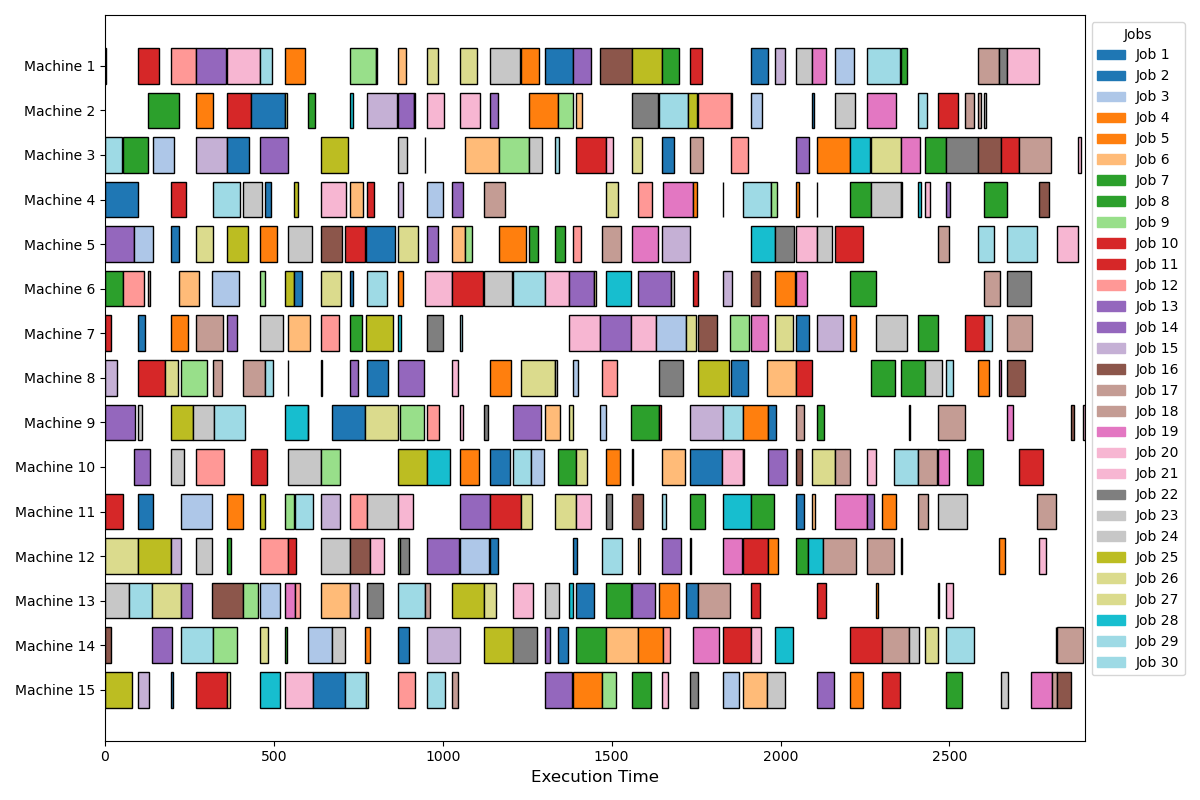 Machine 1
Machine 2
Machine 3
Machine 4
Machine 5
Machine 6
Machine 7
Machine 8
Machine 9
Machine 10
Machine 11
Machine 12
Machine 13
Machine 14
Machine 15
0 500 1000 1500 2000 2500
Execution Time
Jobs
Job 1
Job 2
Job 3
Job 4
Job 5
Job 6
Job 7
Job 8
Job 9
Job 10
Job 11
Job 12
Job 13
Job 14
Job 15
Job 16
Job 17
Job 18
Job 19
Job 20
Job 21
Job 22
Job 23
Job 24
Job 25
Job 26
Job 27
Job 28
Job 29
Job 30